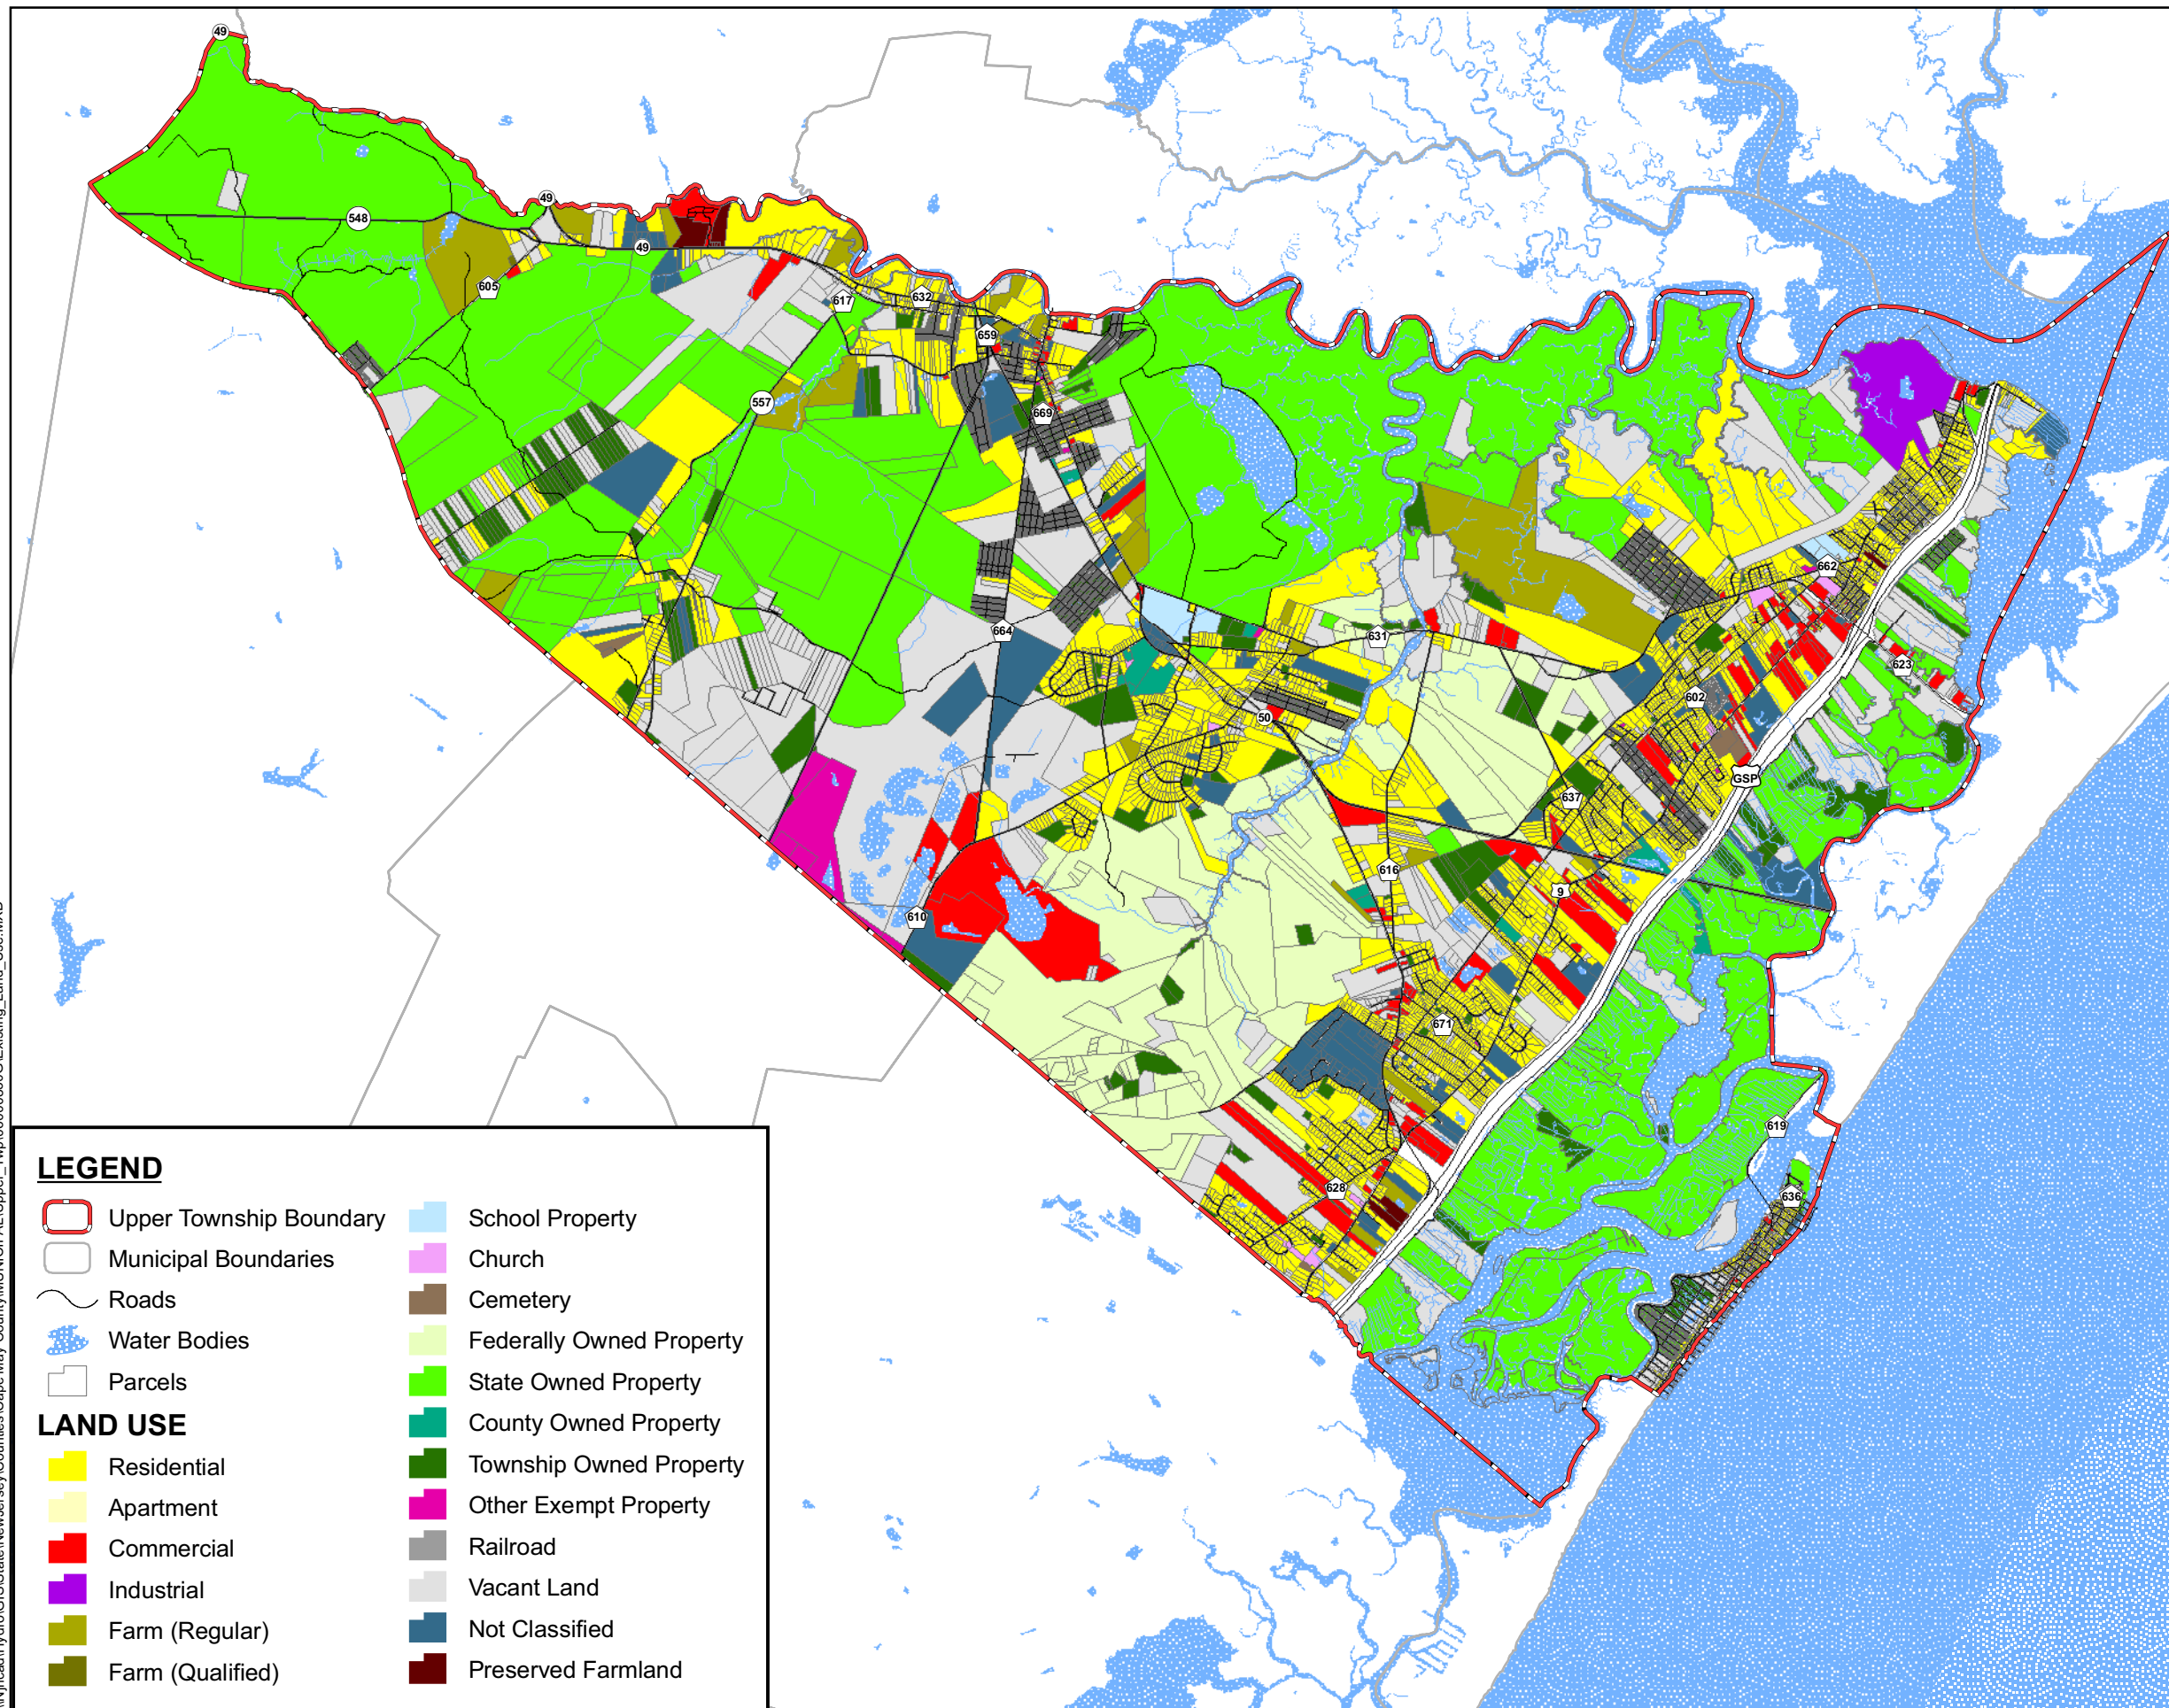 49
49
548
49
605
617
632
659
557
669
662
664
631
623
602
50
GSP
637
616
9
610
671
619
628
636
LEGEND
Upper Township Boundary
Municipal Boundaries
Roads
Water Bodies
Parcels
LAND USE
Residential
Apartment
Commercial
Industrial
Farm (Regular)
Farm (Qualified)
School Property
Church
Cemetery
Federally Owned Property
State Owned Property
County Owned Property
Township Owned Property
Other Exempt Property
Railroad
Vacant Land
Not Classified
Preserved Farmland